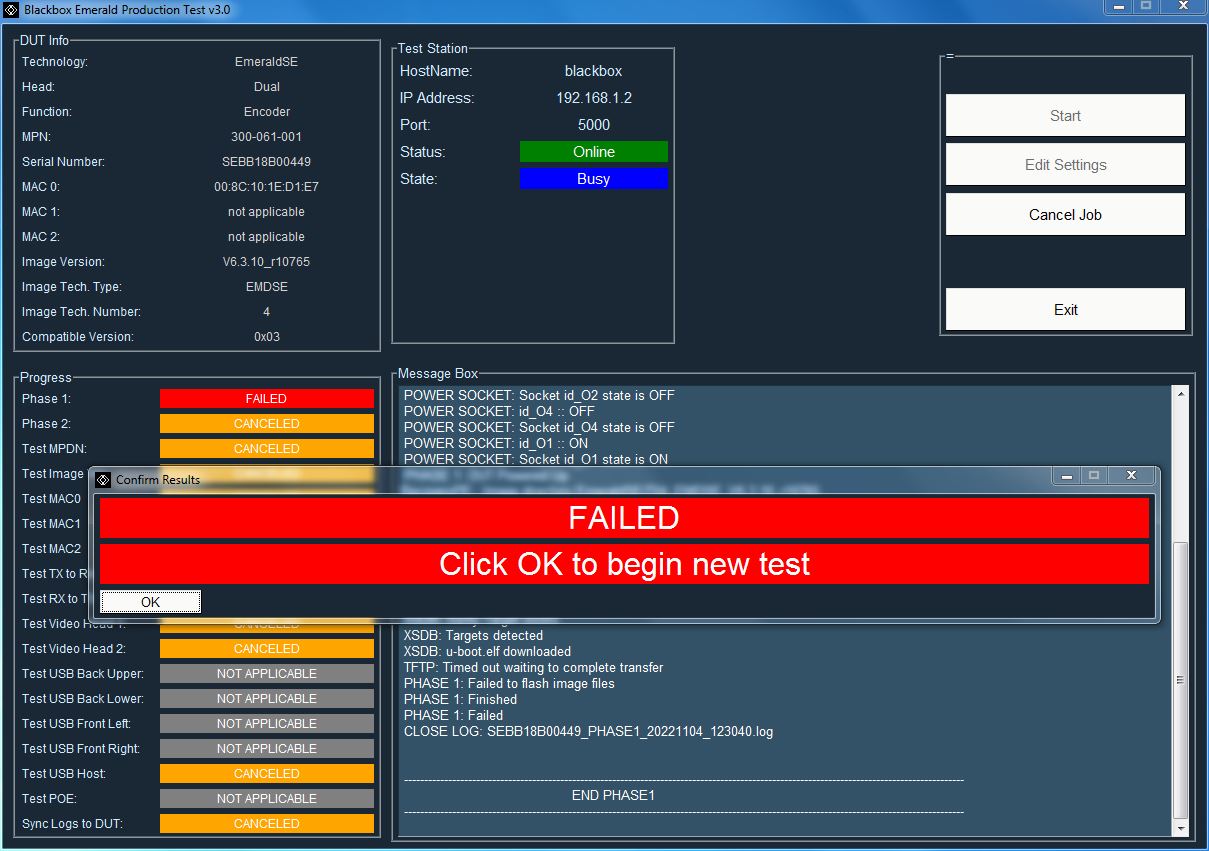 Blackbox Emerald Production Test v3.0
DUT Info
Technology: EmeraldSE
Head: Dual
Function: Encoder
MPN: 300-061-001
Serial Number: SEBB18B00449
MAC 0: 00:8C:10:1E:D1:E7
MAC 1: not applicable
MAC 2: not applicable
Image Version: V6.3.10_r10765
Image Tech. Type: EMDSE
Image Tech. Number: 4
Compatible Version: 0x03
Test Station
HostName: blackbox
IP Address: 192.168.1.2
Port: 5000
Status: Online
State: Busy
=
Start
Edit Settings
Cancel Job
Exit
Progress
Phase 1: FAILED
Phase 2: CANCELED
Test MPDN: CANCELED
Test Image
Test MAC0
Test MAC1
Test MAC2
Test TX to
Test RX to
Test Video Head 1: CANCELED
Test Video Head 2: CANCELED
Test USB Back Upper: NOT APPLICABLE
Test USB Back Lower: NOT APPLICABLE
Test USB Front Left: NOT APPLICABLE
Test USB Front Right: NOT APPLICABLE
Test USB Host: CANCELED
Test POE: NOT APPLICABLE
Sync Logs to DUT: CANCELED
Message Box
POWER SOCKET: Socket id_O2 state is OFF
POWER SOCKET: id_O4 :: OFF
POWER SOCKET: Socket id_O4 state is OFF
POWER SOCKET: id_O1 :: ON
POWER SOCKET: Socket id_O1 state is ON
Confirm Results
FAILED
Click OK to begin new test
OK
XSDB: Targets detected
XSDB: u-boot.elf downloaded
TFTP: Timed out waiting to complete transfer
PHASE 1: Failed to flash image files
PHASE 1: Finished
PHASE 1: Failed
CLOSE LOG: SEBB18B00449_PHASE1_20221104_123040.log
END PHASE1